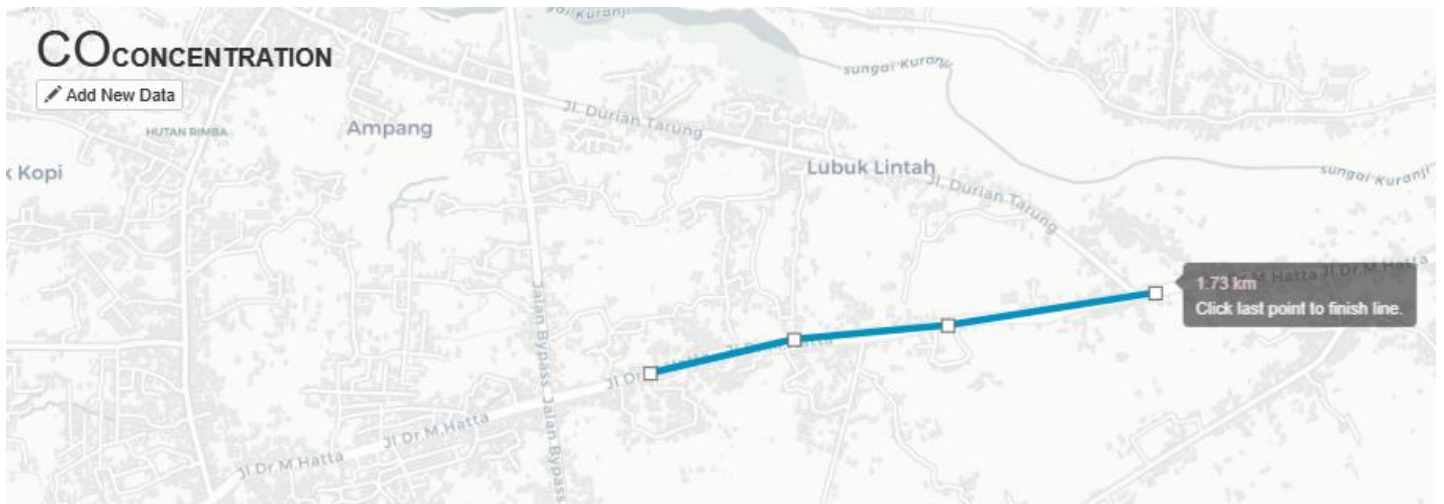 COCONCENTRATION
Add New Data
sungai Kuranji
HUTAN RIMBA
Ampang
Jl. Durian Tarung
Kopi
Lubuk Lintah
Jl. Durian Tarung
sungai Kuranji
Jalan Bypass
Jalan Bypass
M Hatta
Jl Dr M Hatta
1.73 km
Click last point to finish line.
Jl Dr M Hatta
Jl Dr M Hatta